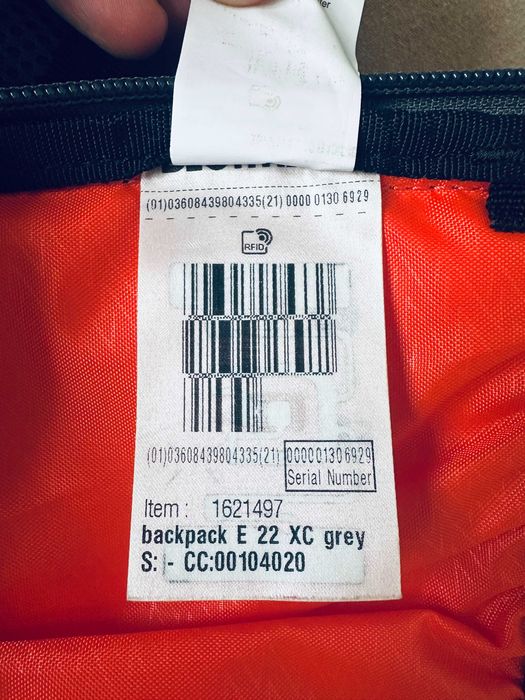 (01)03608439804335(21) 0000 0130 6929
RFID
(01)03608439804335(21) 000001306929
Serial Number
Item : 1621497
backpack E 22 XC grey
S: - CC:00104020